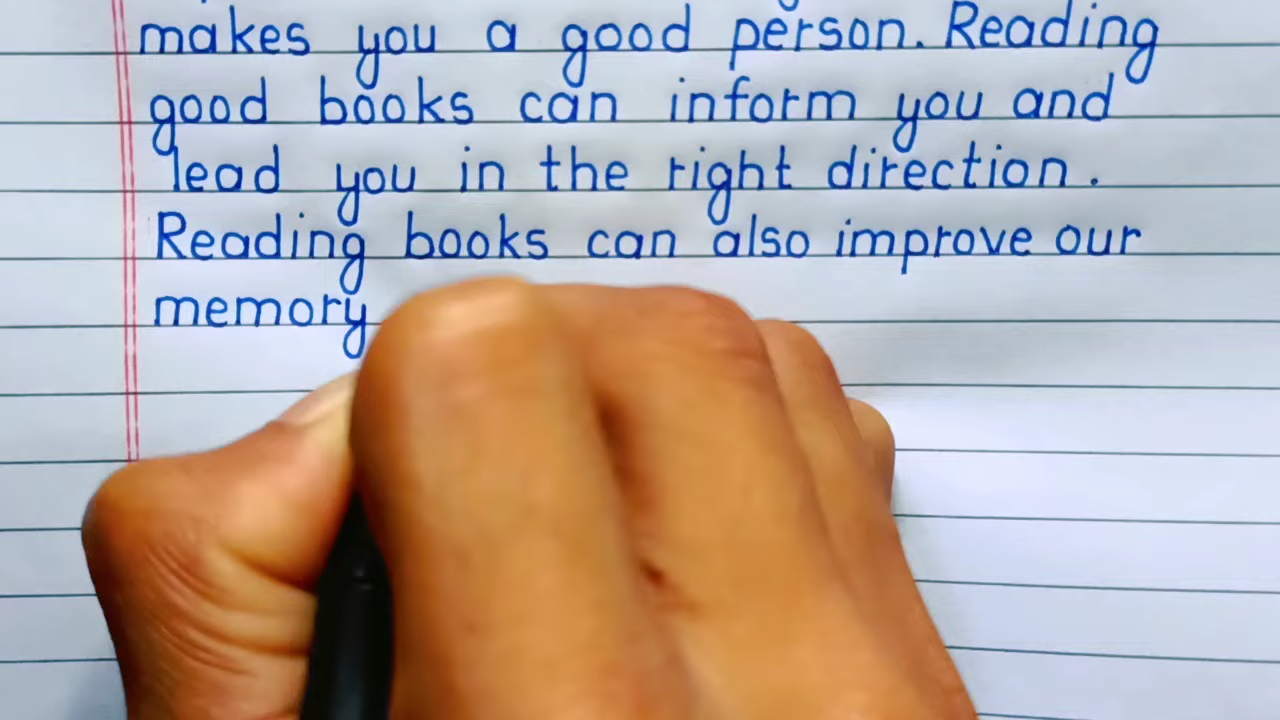 makes you a good person. Reading
good books can inform you and
lead you in the right direction.
Reading books can also improve our
memory